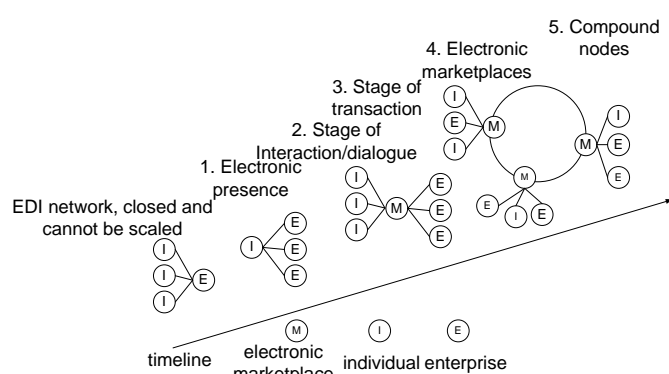 5. Compound
nodes
4. Electronic
marketplaces
3. Stage of
transaction
2. Stage of
Interaction/dialogue
1. Electronic
presence
EDI network, closed and
cannot be scaled
I
I
I
E
I
E
E
E
I
I
I
M
E
E
E
I
E
I
M
M
I
E
E
M
E
I
E
M
I
E
timeline
electronic
marketplace
individual enterprise